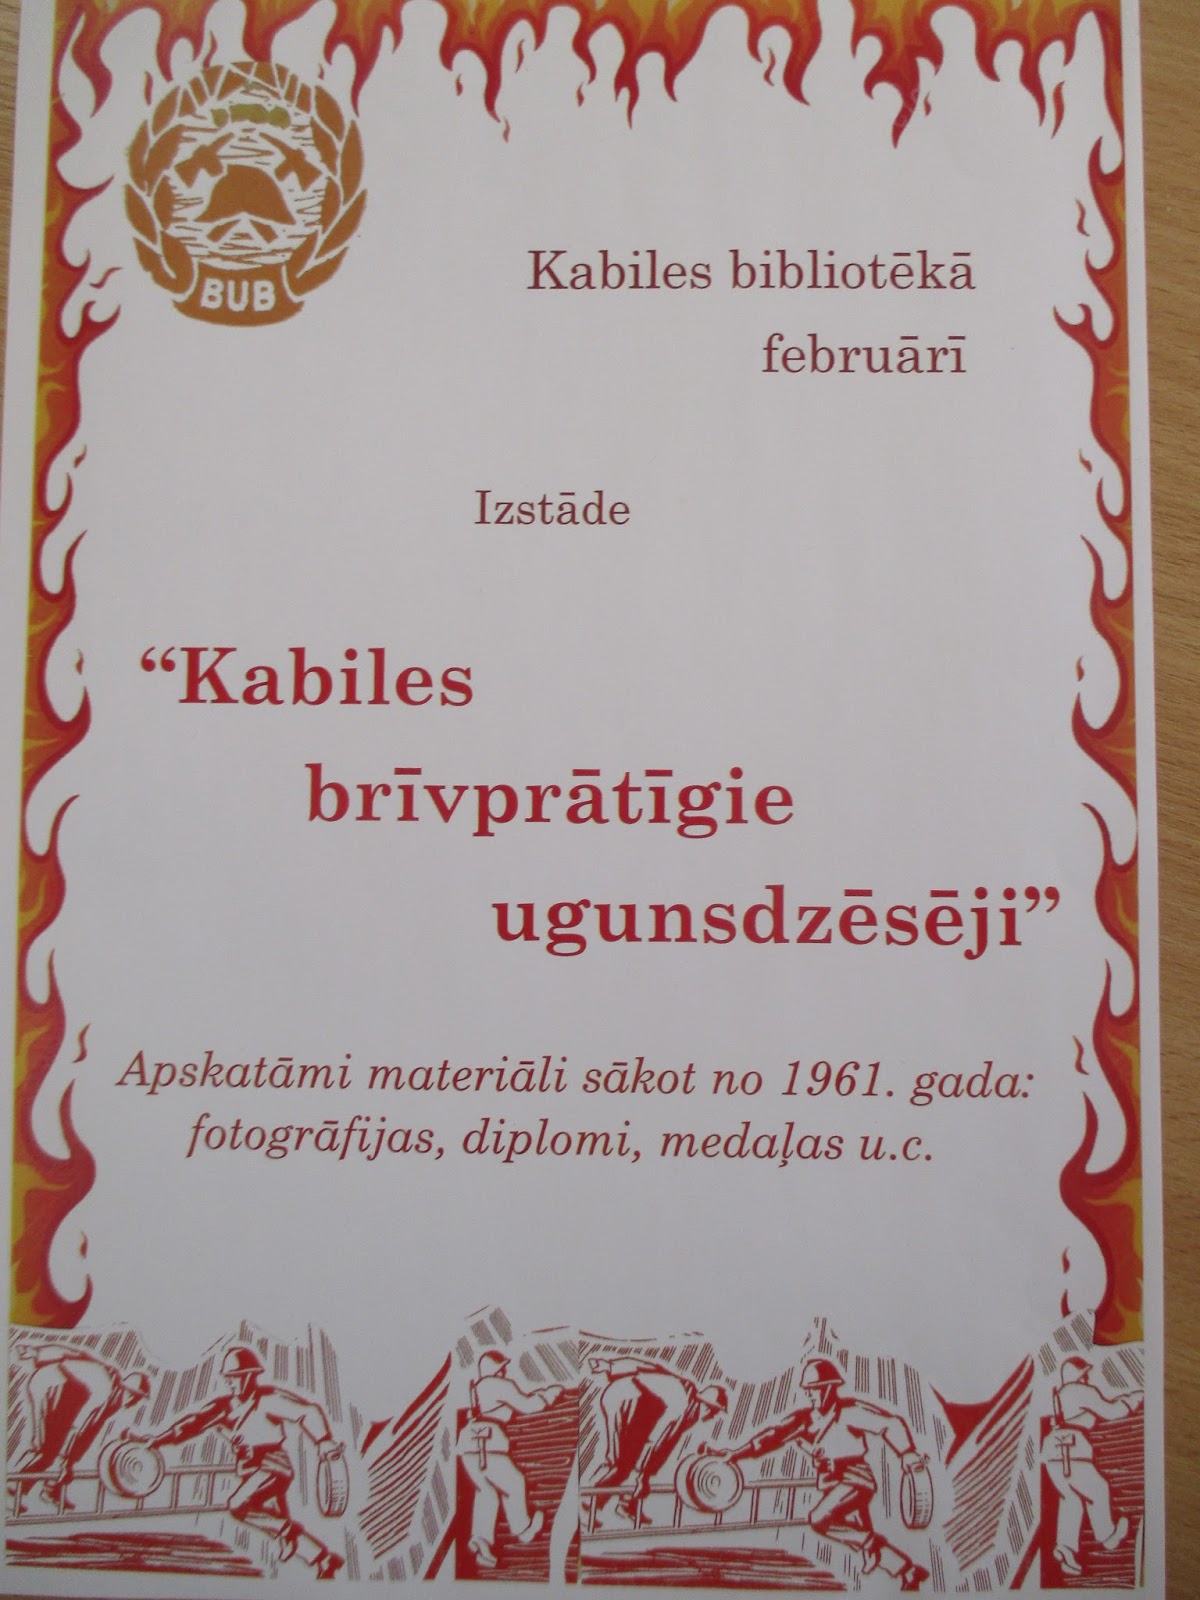 BUB
Kabiles bibliotēkā
februārī
Izstāde
“Kabiles
brīvprātīgie
ugunsdzēsēji”
Apskatāmi materiāli sākot no 1961. gada:
fotogrāfijas, diplomi, medaļas u.c.